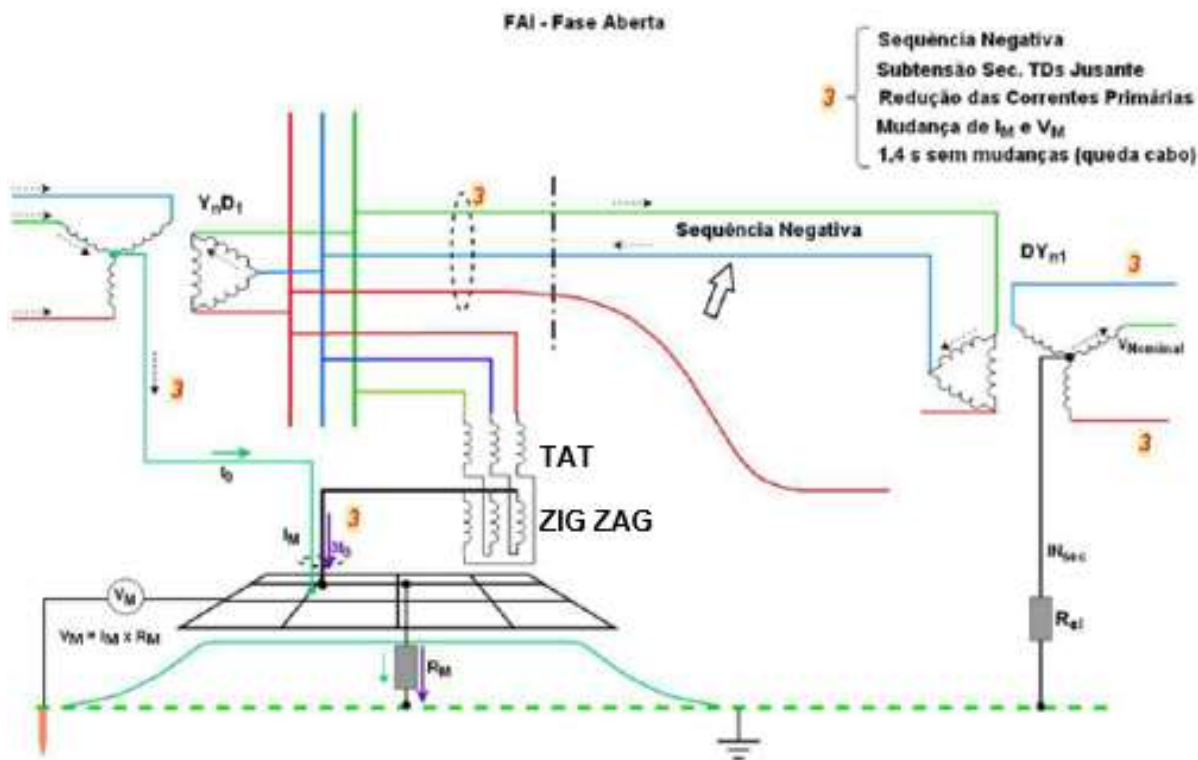 FAI - Fase Aberta
3
Sequência Negativa
Subtensão Sec. TDs Jusante
Redução das Correntes Primárias
Mudança de IM e VM
1,4 s sem mudanças (queda cabo)
YnD1
3
Sequência Negativa
DYn1
3
VNominal
3
3
I0
TAT
ZIG ZAG
3
IM
3I0
INsec
VM
VM = IM x RM
RM
Rel